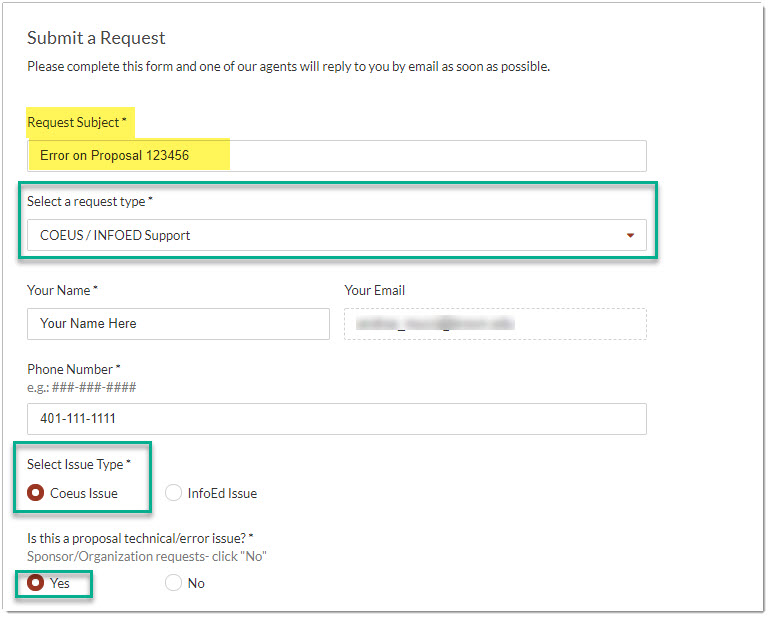 Submit a Request
Please complete this form and one of our agents will reply to you by email as soon as possible.
Request Subject *
Error on Proposal 123456
Select a request type *
COEUS / INFOED Support
Your Name * Your Email
Your Name Here
Phone Number *
e.g.: ###-###-####
401-111-1111
Select Issue Type *
Coeus Issue InfoEd Issue
Is this a proposal technical/error issue? *
Sponsor/Organization requests- click "No"
Yes No